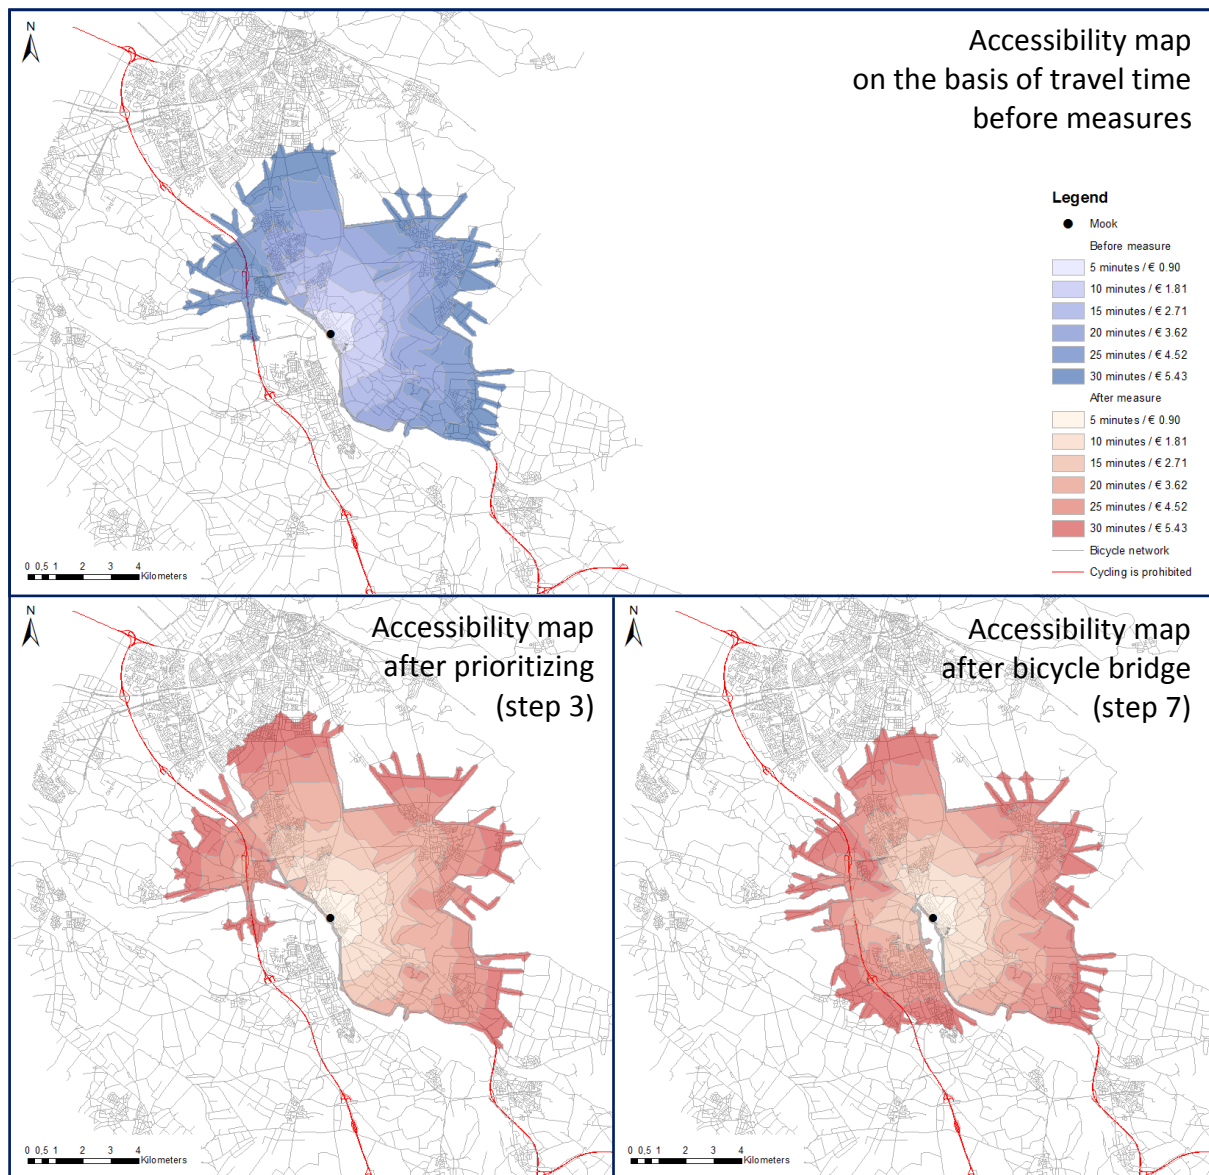 N
Accessibility map
on the basis of travel time
before measures
Legend
Mook
Before measure
5 minutes / € 0.90
10 minutes / € 1.81
15 minutes / € 2.71
20 minutes / € 3.62
25 minutes / € 4.52
30 minutes / € 5.43
After measure
5 minutes / € 0.90
10 minutes / € 1.81
15 minutes / € 2.71
20 minutes / € 3.62
25 minutes / € 4.52
30 minutes / € 5.43
Bicycle network
Cycling is prohibited
0 0,5 1 2 3 4
Kilometers
N
Accessibility map
after prioritizing
(step 3)
0 0,5 1 2 3 4
Kilometers
N
Accessibility map
after bicycle bridge
(step 7)
0 0,5 1 2 3 4
Kilometers